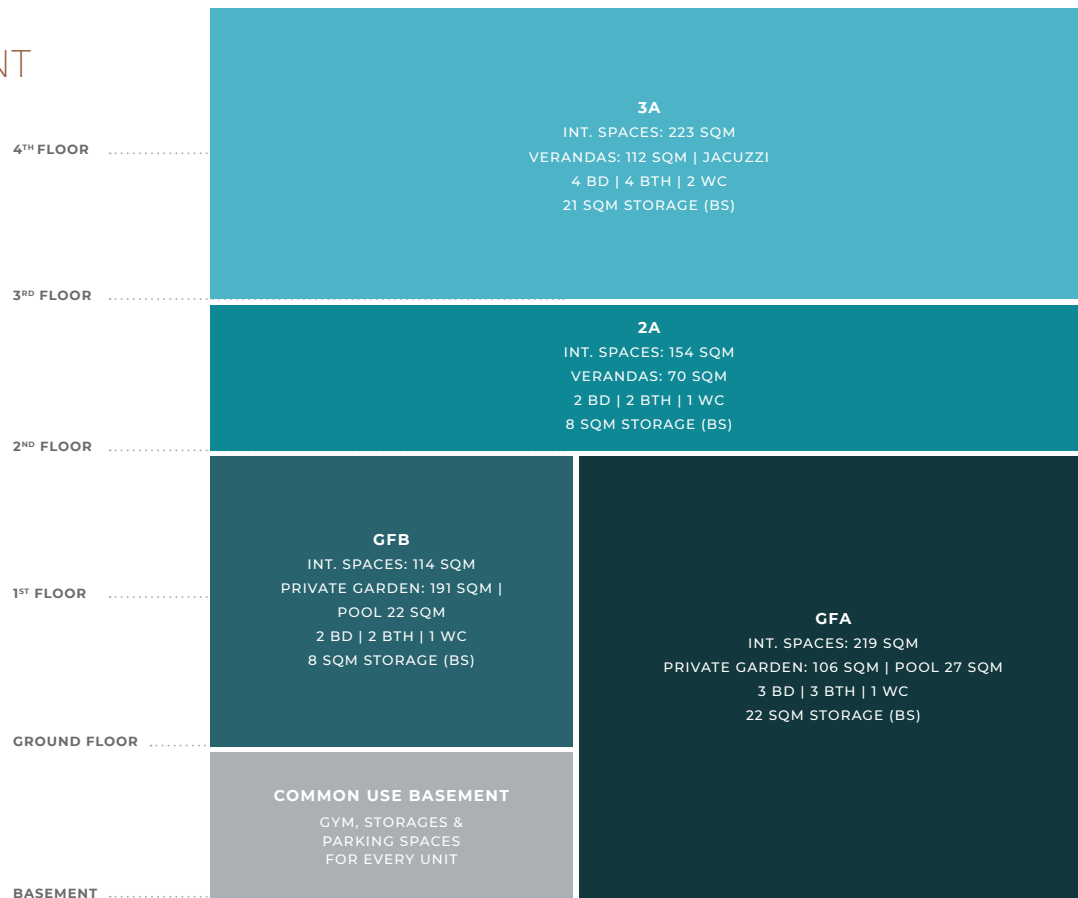 NT
3A
INT. SPACES: 223 SQM
VERANDAS: 112 SQM | JACUZZI
4 BD | 4 BTH | 2 WC
21 SQM STORAGE (BS)
4TH FLOOR
3RD FLOOR
2A
INT. SPACES: 154 SQM
VERANDAS: 70 SQM
2 BD | 2 BTH | 1 WC
8 SQM STORAGE (BS)
2ND FLOOR
GFB
INT. SPACES: 114 SQM
PRIVATE GARDEN: 191 SQM |
POOL 22 SQM
2 BD | 2 BTH | 1 WC
8 SQM STORAGE (BS)
1ST FLOOR
GFA
INT. SPACES: 219 SQM
PRIVATE GARDEN: 106 SQM | POOL 27 SQM
3 BD | 3 BTH | 1 WC
22 SQM STORAGE (BS)
GROUND FLOOR
COMMON USE BASEMENT
GYM, STORAGES &
PARKING SPACES
FOR EVERY UNIT
BASEMENT